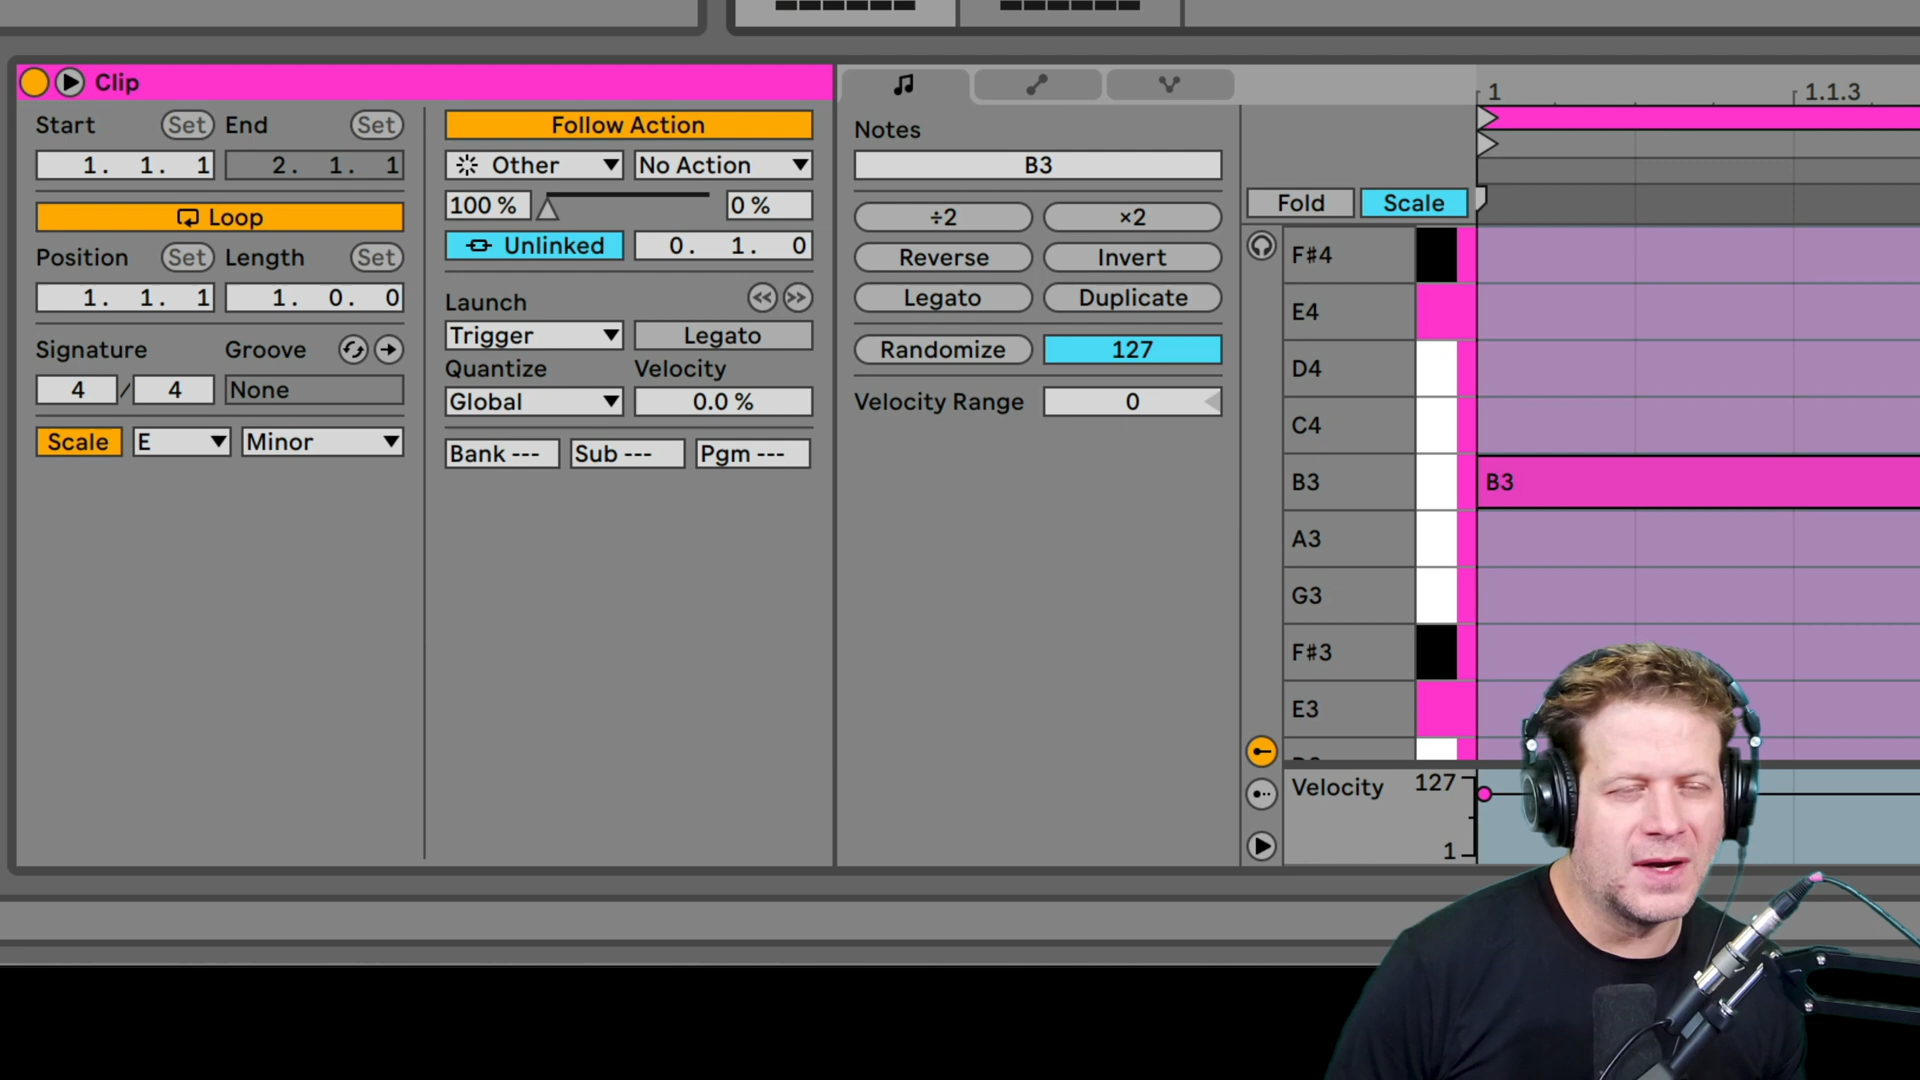 Clip
Start Set End Set
1. 1. 1 2. 1. 1
Loop
Position Set Length Set
1. 1. 1 1. 0. 0
Signature Groove
4 / 4 None
Scale E Minor
Follow Action
Other No Action
100 % 0 %
Unlinked 0. 1. 0
Launch
Trigger Legato
Quantize Velocity
Global 0.0 %
Bank --- Sub --- Pgm ---
Notes
B3
÷2 ×2
Reverse Invert
Legato Duplicate
Randomize 127
Velocity Range 0
1 1.1.3
Fold Scale
F♯4
E4
D4
C4
B3 B3
A3
G3
F♯3
E3
Velocity 127
1